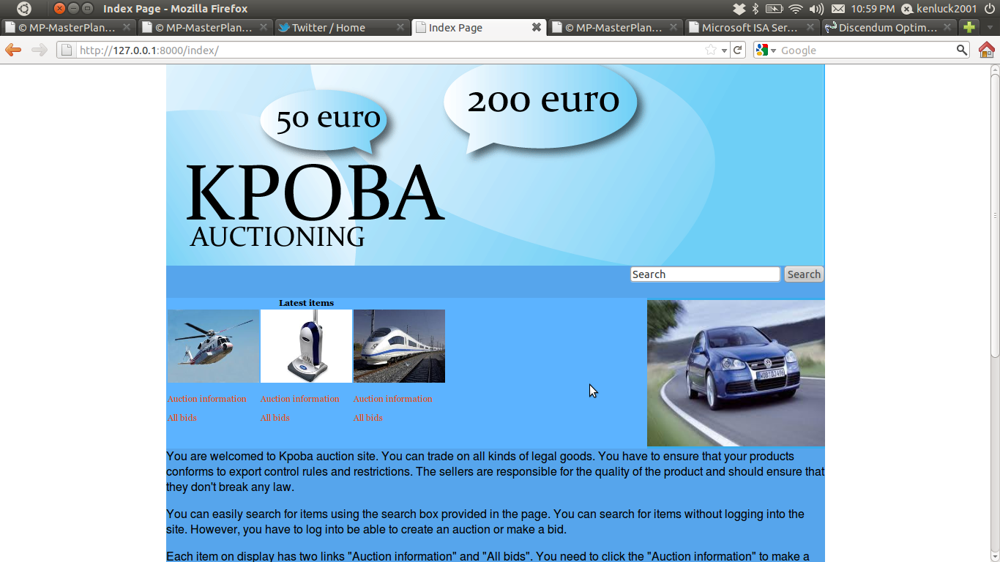 Index Page - Mozilla Firefox
10:59 PM kenluck2001
© MP-MasterPlan... © MP-MasterPlan... Twitter / Home Index Page © MP-MasterPlan... Microsoft ISA Ser... Discendum Optim...
http://127.0.0.1:8000/index/ Google
50 euro
200 euro
KPOBA
AUCTIONING
Search Search
Latest items
Auction information Auction information Auction information
All bids All bids All bids
You are welcomed to Kpoba auction site. You can trade on all kinds of legal goods. You have to ensure that your products
conforms to export control rules and restrictions. The sellers are responsible for the quality of the product and should ensure that
they don't break any law.
You can easily search for items using the search box provided in the page. You can search for items without logging into the
site. However, you have to log into be able to create an auction or make a bid.
Each item on display has two links "Auction information" and "All bids". You need to click the "Auction information" to make a